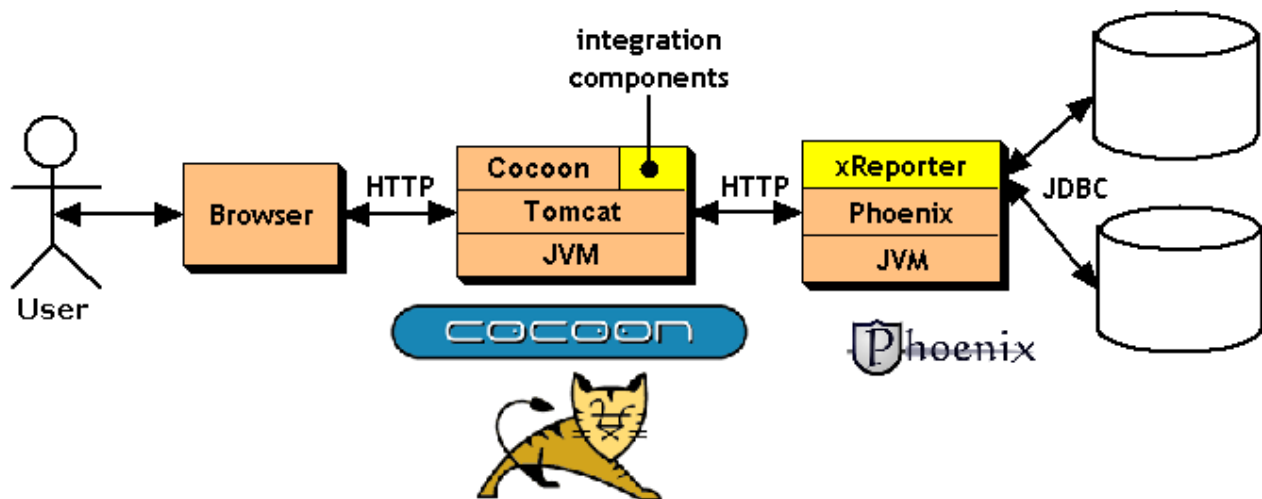 integration
components
User
Browser
HTTP
Cocoon
Tomcat
JVM
HTTP
xReporter
Phoenix
JVM
JDBC
cocoon
Phoenix